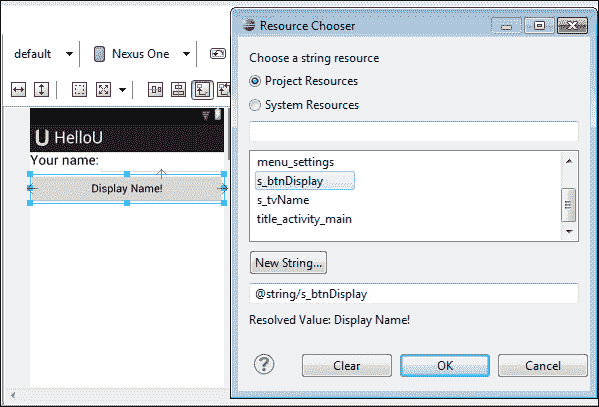 default
Nexus One
HelloU
Your name:
Display Name!
Resource Chooser
Choose a string resource
Project Resources
System Resources
menu_settings
s_btnDisplay
s_tvName
title_activity_main
New String...
@string/s_btnDisplay
Resolved Value: Display Name!
?
Clear
OK
Cancel